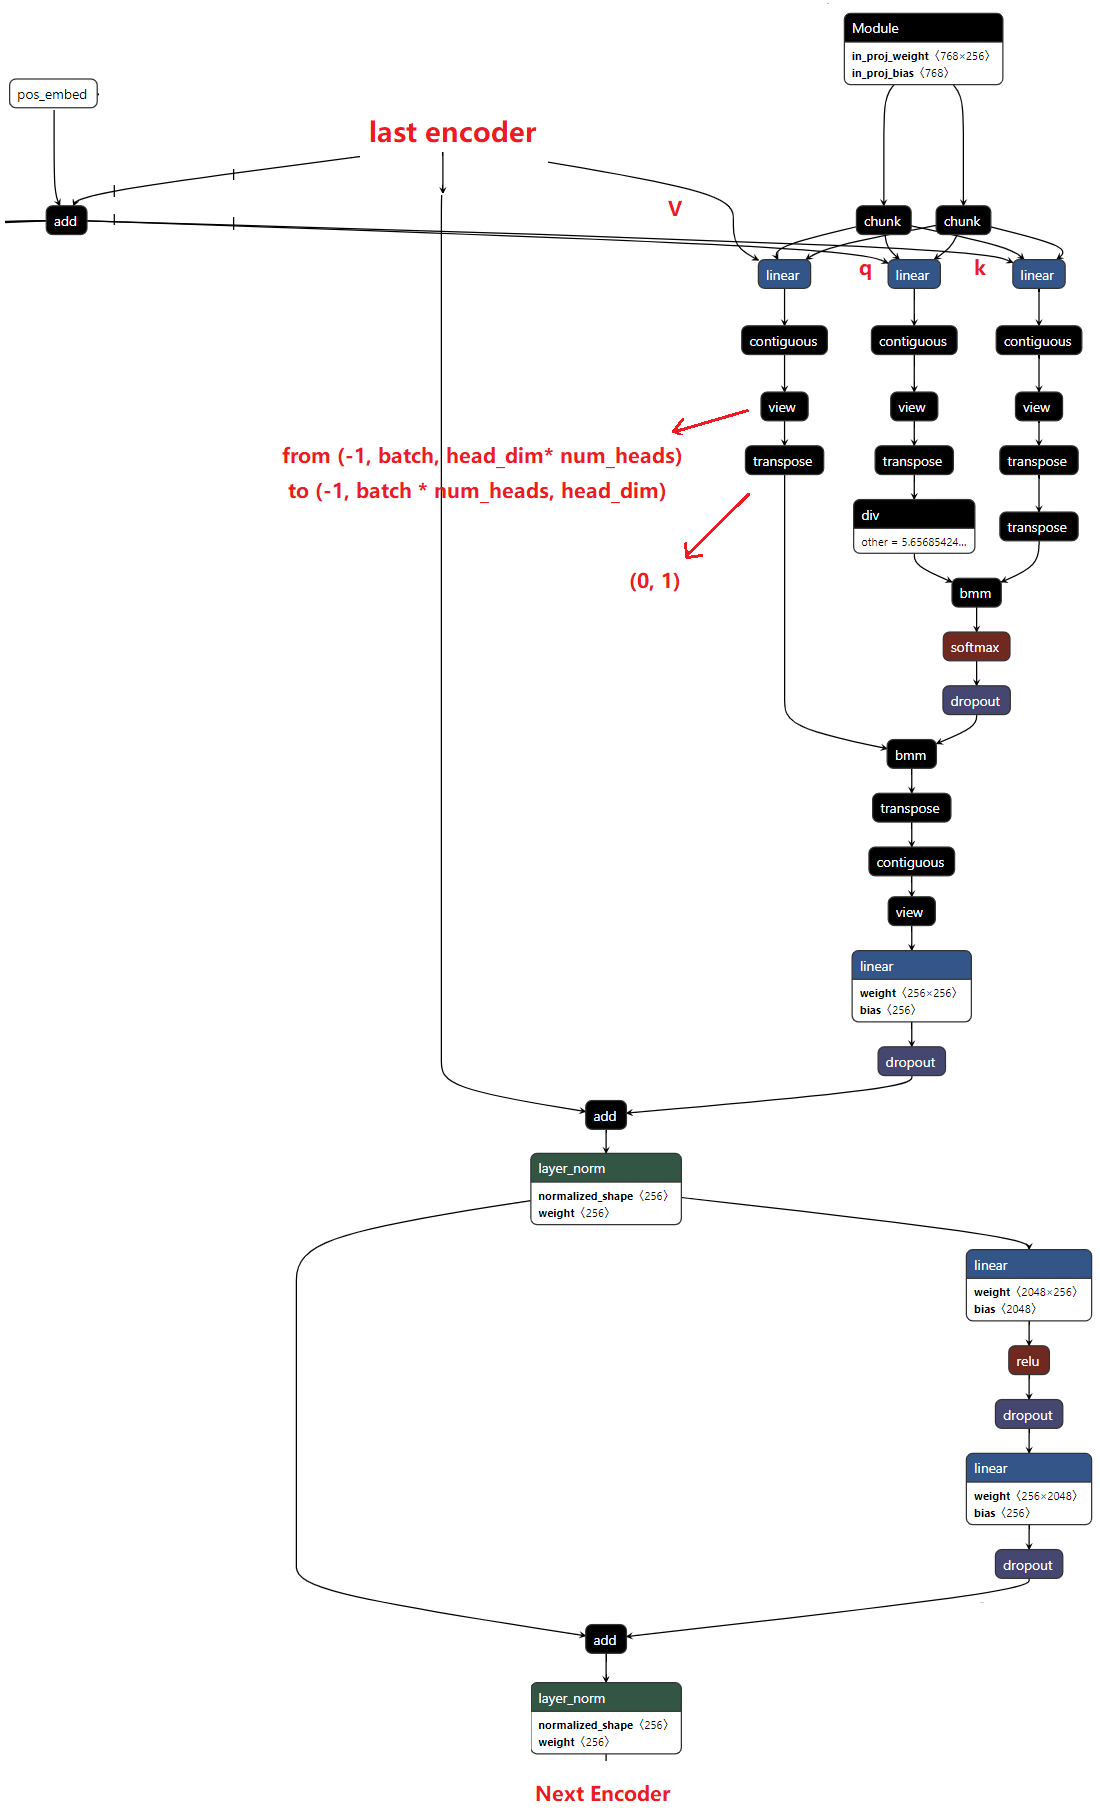 Module
in_proj_weight 〈768×256〉
in_proj_bias 〈768〉
pos_embed
last encoder
V
add
chunk
chunk
linear
q
linear
k
linear
contiguous
contiguous
contiguous
view
view
view
from (-1, batch, head_dim* num_heads)
to (-1, batch * num_heads, head_dim)
transpose
transpose
transpose
div
other = 5.65685424...
transpose
(0, 1)
bmm
softmax
dropout
bmm
transpose
contiguous
view
linear
weight 〈256×256〉
bias 〈256〉
dropout
add
layer_norm
normalized_shape 〈256〉
weight 〈256〉
linear
weight 〈2048×256〉
bias 〈2048〉
relu
dropout
linear
weight 〈256×2048〉
bias 〈256〉
dropout
add
layer_norm
normalized_shape 〈256〉
weight 〈256〉
Next Encoder